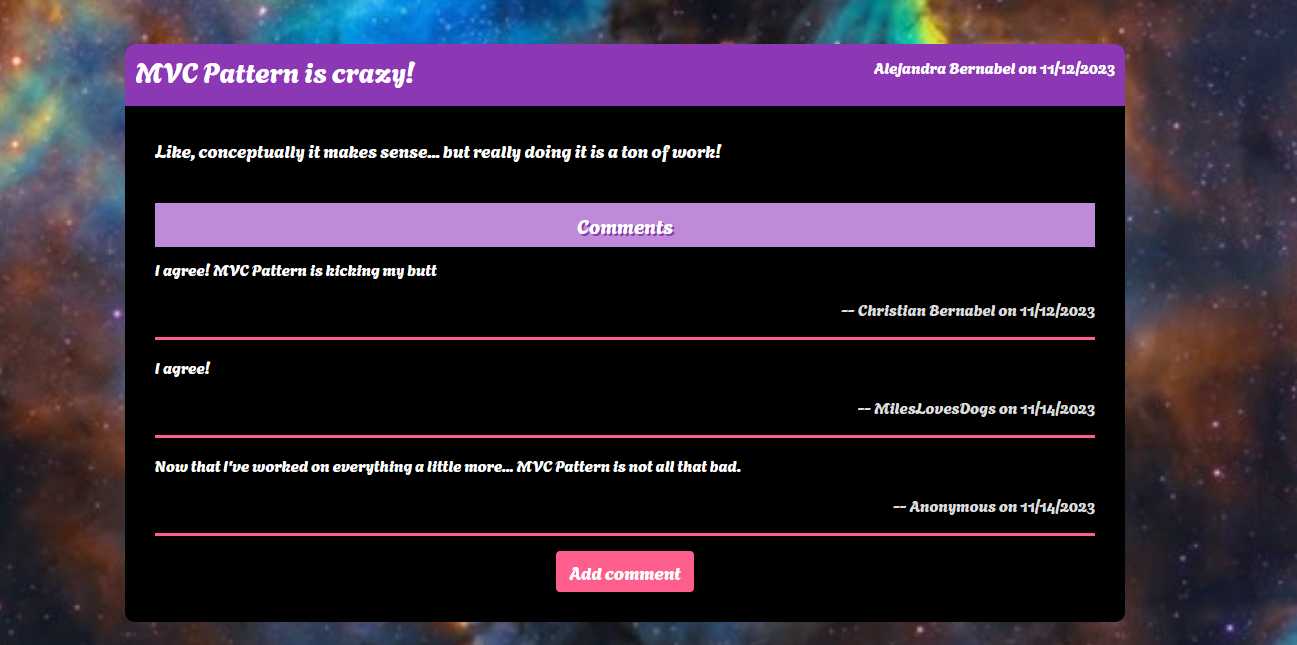 MVC Pattern is crazy!
Alejandra Bernabel on 11/12/2023
Like, conceptually it makes sense... but really doing it is a ton of work!
Comments
I agree! MVC Pattern is kicking my butt
-- Christian Bernabel on 11/12/2023
I agree!
-- MilesLovesDogs on 11/14/2023
Now that I've worked on everything a little more... MVC Pattern is not all that bad.
-- Anonymous on 11/14/2023
Add comment